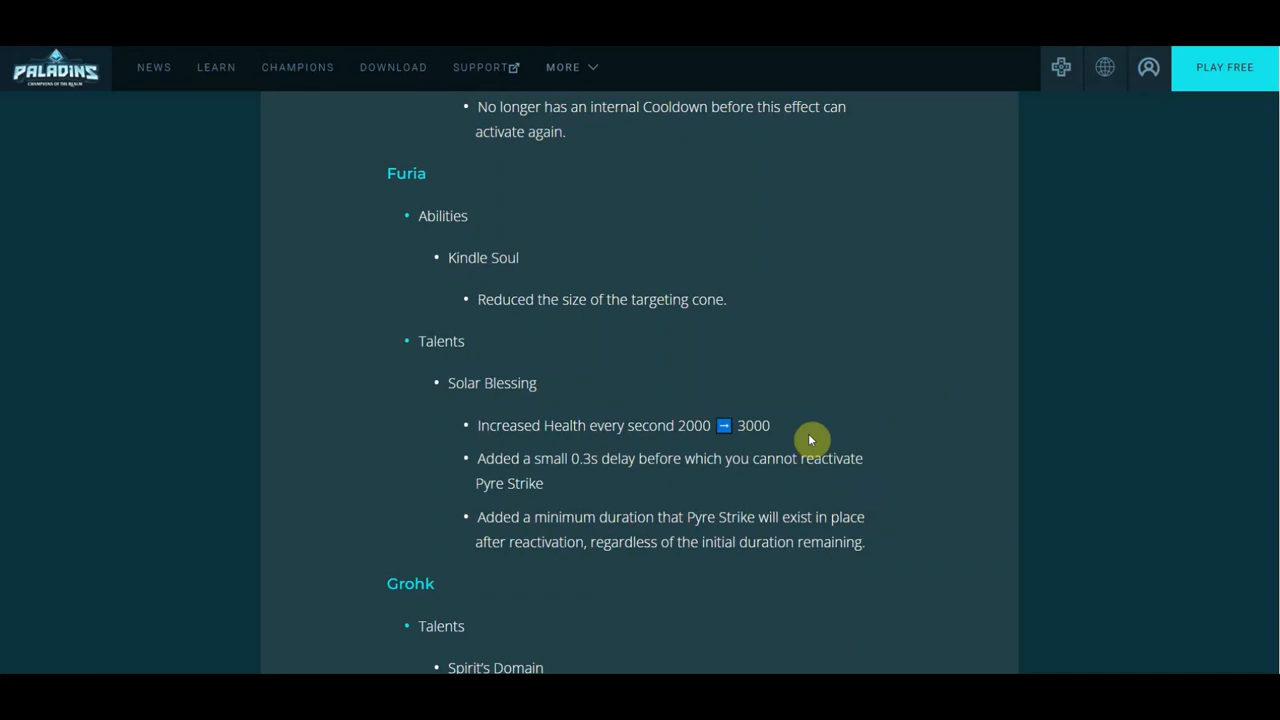 PALADINS
CHAMPIONS OF THE REALM
NEWS LEARN CHAMPIONS DOWNLOAD SUPPORT MORE PLAY FREE
• No longer has an internal Cooldown before this effect can
activate again.
Furia
• Abilities
• Kindle Soul
• Reduced the size of the targeting cone.
• Talents
• Solar Blessing
• Increased Health every second 2000 ➡ 3000
• Added a small 0.3s delay before which you cannot reactivate
Pyre Strike
• Added a minimum duration that Pyre Strike will exist in place
after reactivation, regardless of the initial duration remaining.
Grohk
• Talents
• Spirit's Domain